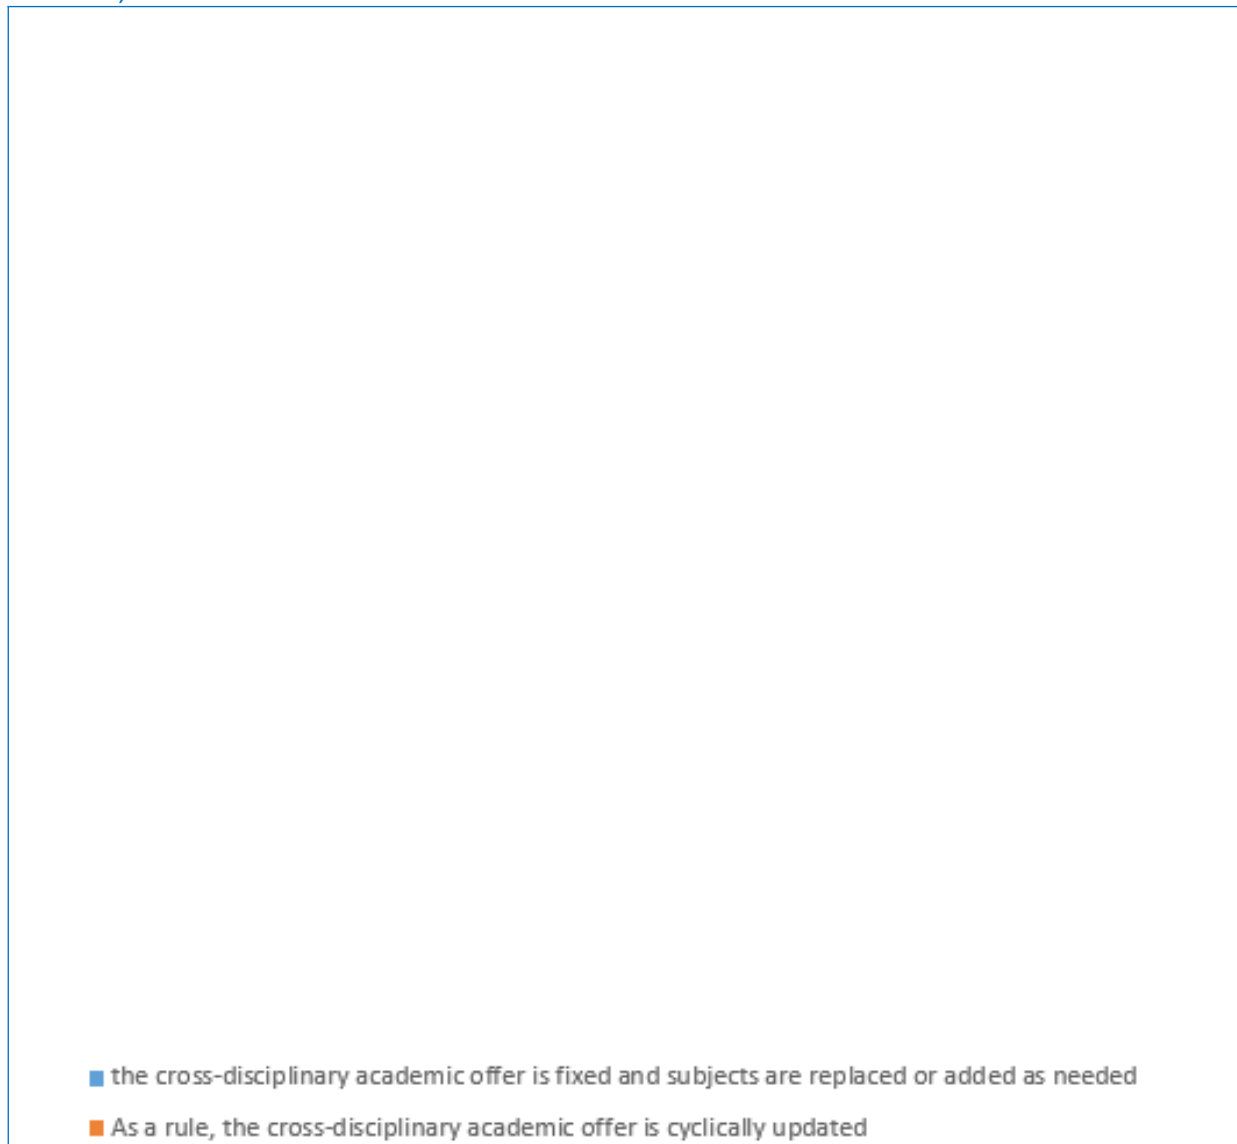 the cross-disciplinary academic offer is fixed and subjects are replaced or added as needed
As a rule, the cross-disciplinary academic offer is cyclically updated